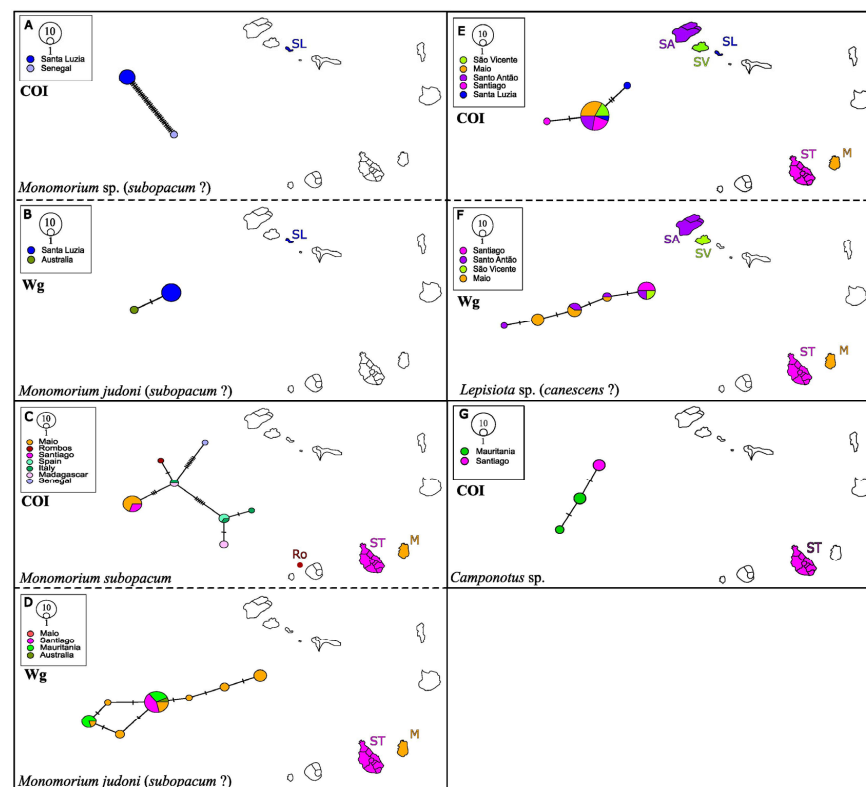 A
10
1
Santa Luzia
Senegal
COI
SL
Monomorium sp. (subopacum ?)
B
10
1
Santa Luzia
Australia
Wg
SL
Monomorium judoni (subopacum ?)
C
10
1
Maio
Rombos
Santiago
Spain
Italy
Madagascar
Senegal
COI
Ro
ST
M
Monomorium subopacum
D
10
1
Maio
Santiago
Mauritania
Australia
Wg
ST
M
Monomorium judoni (subopacum ?)
E
10
1
São Vicente
Maio
Santo Antão
Santiago
Santa Luzia
COI
SA
SV
SL
ST
M
F
10
1
Santiago
Santo Antão
São Vicente
Maio
Wg
SA
SV
ST
M
Lepisiota sp. (canescens ?)
G
10
1
Mauritania
Santiago
COI
ST
Camponotus sp.